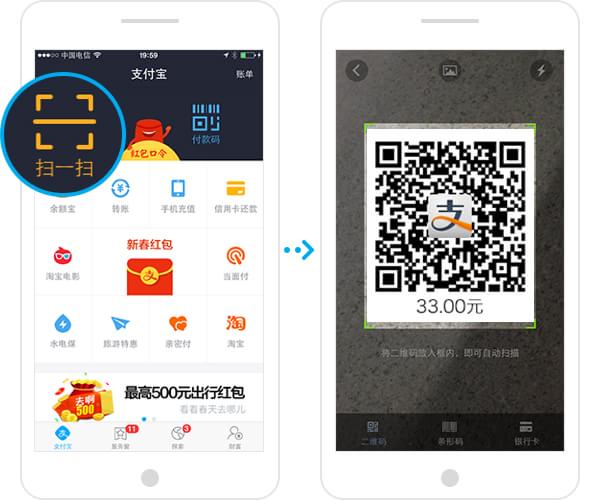 中国电信
19:59
支付宝
账单
扫一扫
红包口令
付款码
余额宝
转账
手机充值
信用卡还款
淘宝电影
新春红包
支
当面付
水电煤
旅游特惠
亲密付
淘
淘宝
去啊
500
最高500元出行红包
看看春天去哪儿
支付宝
服务窗
11
探索
3
财富
支
33.00元
将二维码放入框内，即可自动扫描
二维码
条形码
银行卡